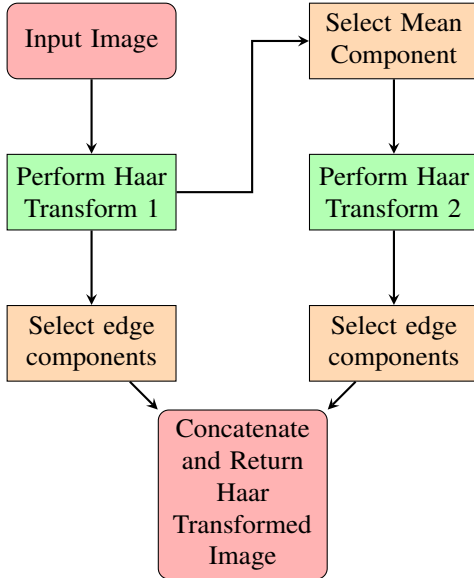 Input Image
Select Mean
Component
Perform Haar
Transform 1
Perform Haar
Transform 2
Select edge
components
Select edge
components
Concatenate
and Return
Haar
Transformed
Image